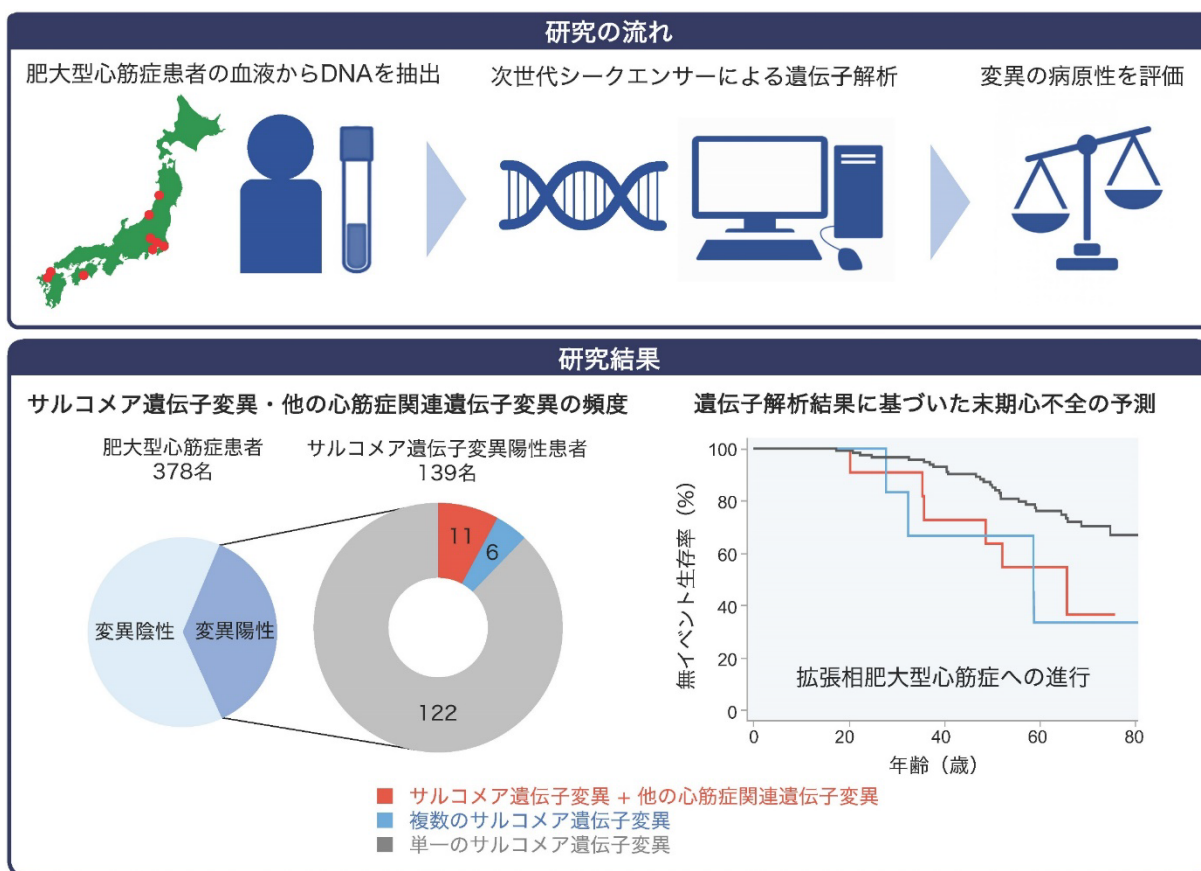 研究の流れ
肥大型心筋症患者の血液からDNAを抽出
次世代シークエンサーによる遺伝子解析
変異の病原性を評価
研究結果
サルコメア遺伝子変異・他の心筋症関連遺伝子変異の頻度
肥大型心筋症患者
378名
サルコメア遺伝子変異陽性患者
139名
変異陰性
変異陽性
11
6
122
遺伝子解析結果に基づいた末期心不全の予測
無イベント生存率（%）
100
80
60
40
20
0
拡張相肥大型心筋症への進行
0
20
40
60
80
年齢（歳）
サルコメア遺伝子変異 + 他の心筋症関連遺伝子変異
複数のサルコメア遺伝子変異
単一のサルコメア遺伝子変異